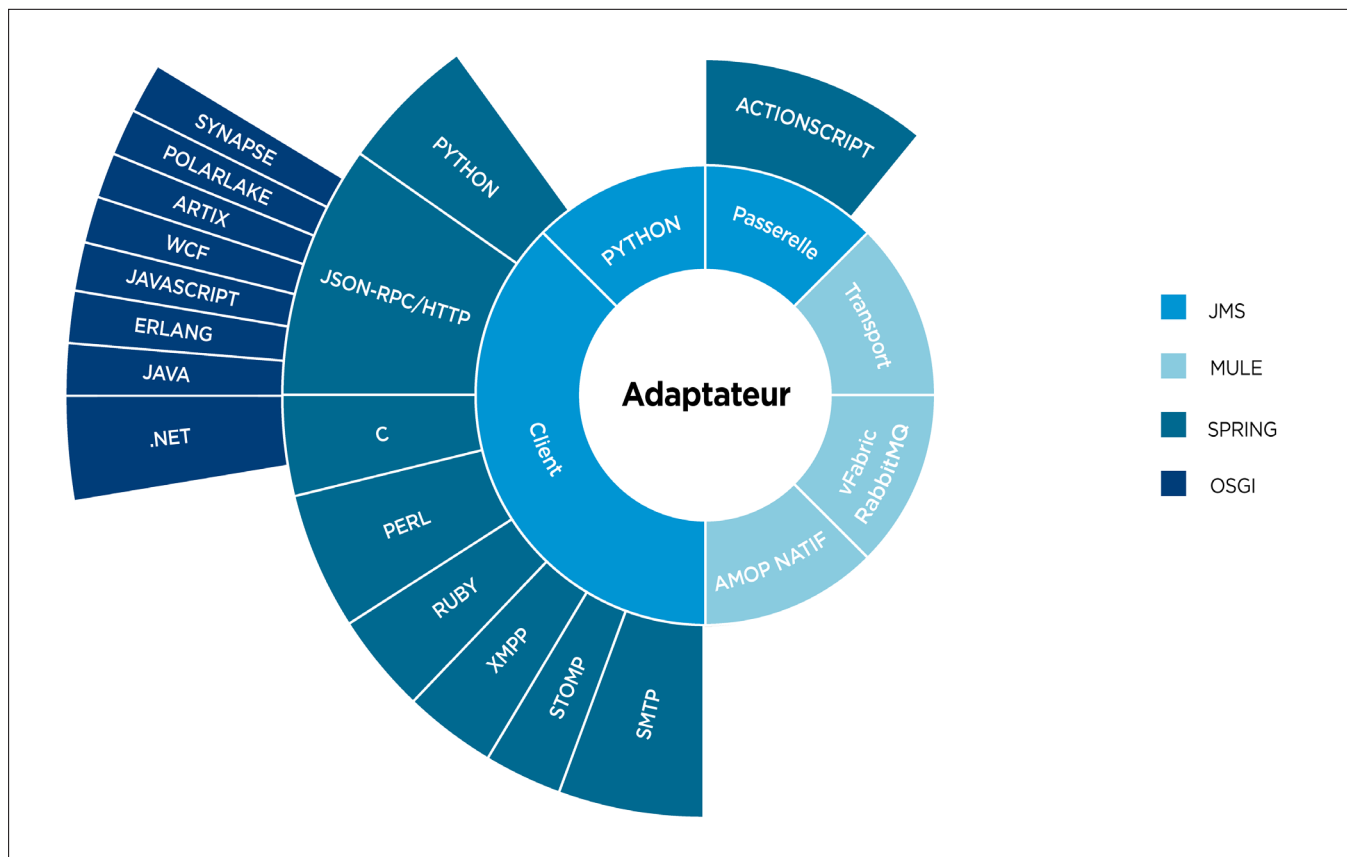 ACTIONSCRIPT
SYNAPSE
POLARLAKE
ARTIX
WCF
JAVASCRIPT
ERLANG
JAVA
.NET
PYTHON
JSON-RPC/HTTP
C
PERL
RUBY
XMPP
STOMP
SMTP
PYTHON
Passerelle
Transport
vFabric
RabbitMQ
AMOP NATIF
Client
Adaptateur
JMS
MULE
SPRING
OSGI